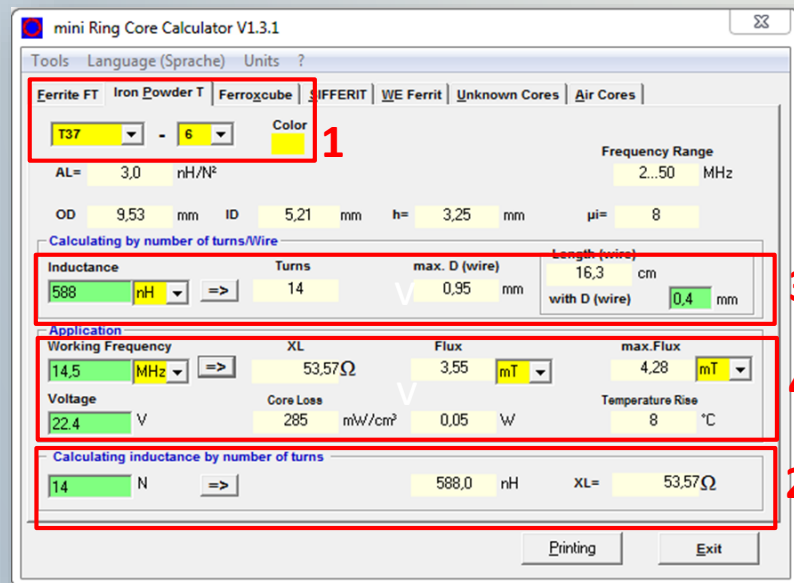 mini Ring Core Calculator V1.3.1
Tools Language (Sprache) Units ?
Ferrite FT Iron Powder T Ferroxcube SIFFERIT WE Ferrit Unknown Cores Air Cores
T37 - 6 Color 1
Frequency Range
AL= 3,0 nH/N² 2...50 MHz
OD 9,53 mm ID 5,21 mm h= 3,25 mm µi= 8
Calculating by number of turns/Wire
Length (wire)
Inductance Turns max. D (wire) 16,3 cm
588 nH => 14 0,95 mm with D (wire) 0,4 mm
Application
Working Frequency XL Flux max.Flux
14,5 MHz => 53,57Ω 3,55 mT 4,28 mT
Voltage Core Loss Temperature Rise
22.4 V 285 mW/cm³ 0,05 W 8 °C
Calculating inductance by number of turns
14 N => 588,0 nH XL= 53,57Ω 2
Printing Exit